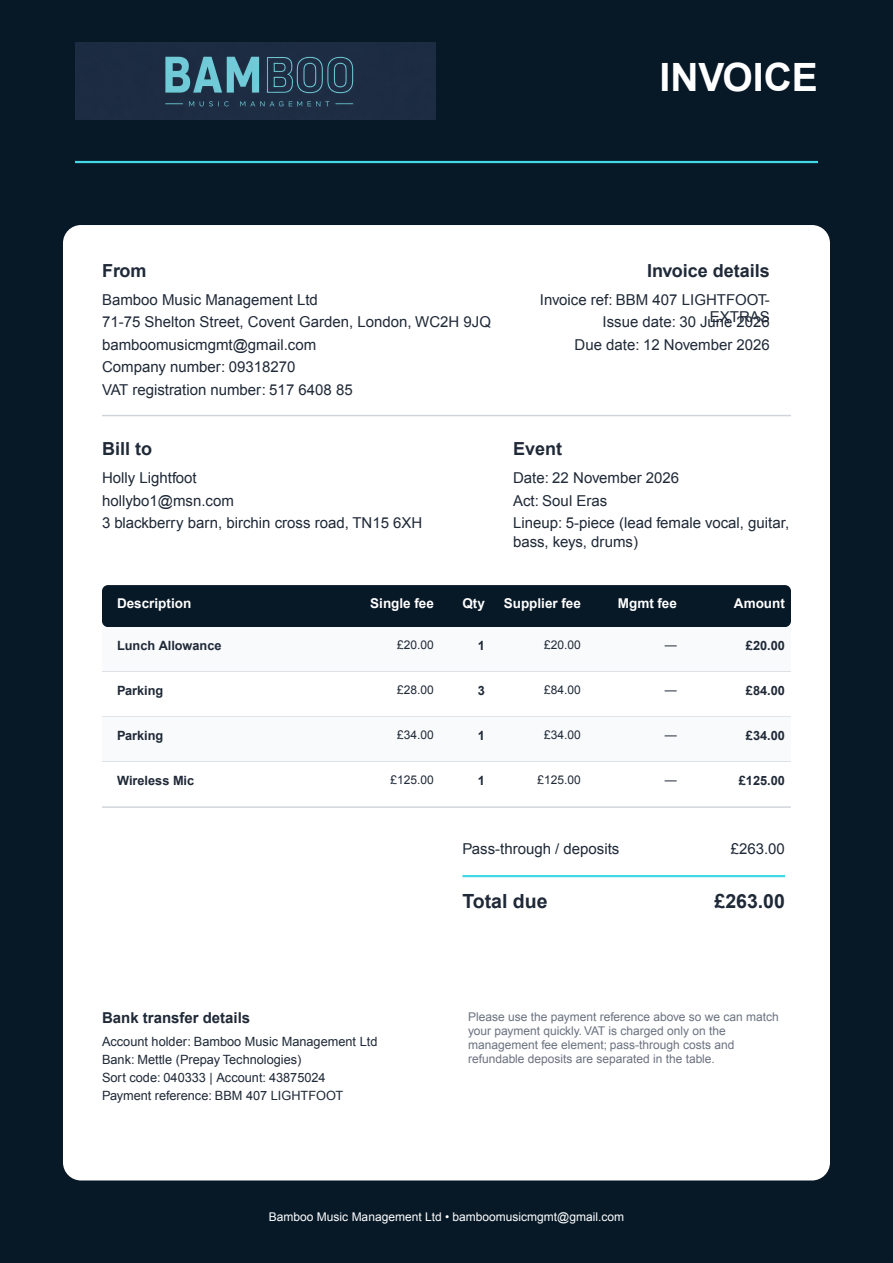 BAMBOO
MUSIC MANAGEMENT
INVOICE
From
Bamboo Music Management Ltd
71-75 Shelton Street, Covent Garden, London, WC2H 9JQ
bamboomusicmgmt@gmail.com
Company number: 09318270
VAT registration number: 517 6408 85
Invoice details
Invoice ref: BBM 407 LIGHTFOOT-
EXTRAS
Issue date: 30 June 2026
Due date: 12 November 2026
Bill to
Holly Lightfoot
hollybo1@msn.com
3 blackberry barn, birchin cross road, TN15 6XH
Event
Date: 22 November 2026
Act: Soul Eras
Lineup: 5-piece (lead female vocal, guitar,
bass, keys, drums)
Description Single fee Qty Supplier fee Mgmt fee Amount
Lunch Allowance £20.00 1 £20.00 — £20.00
Parking £28.00 3 £84.00 — £84.00
Parking £34.00 1 £34.00 — £34.00
Wireless Mic £125.00 1 £125.00 — £125.00
Pass-through / deposits £263.00
Total due £263.00
Bank transfer details
Account holder: Bamboo Music Management Ltd
Bank: Mettle (Prepay Technologies)
Sort code: 040333 | Account: 43875024
Payment reference: BBM 407 LIGHTFOOT
Please use the payment reference above so we can match
your payment quickly. VAT is charged only on the
management fee element; pass-through costs and
refundable deposits are separated in the table.
Bamboo Music Management Ltd • bamboomusicmgmt@gmail.com